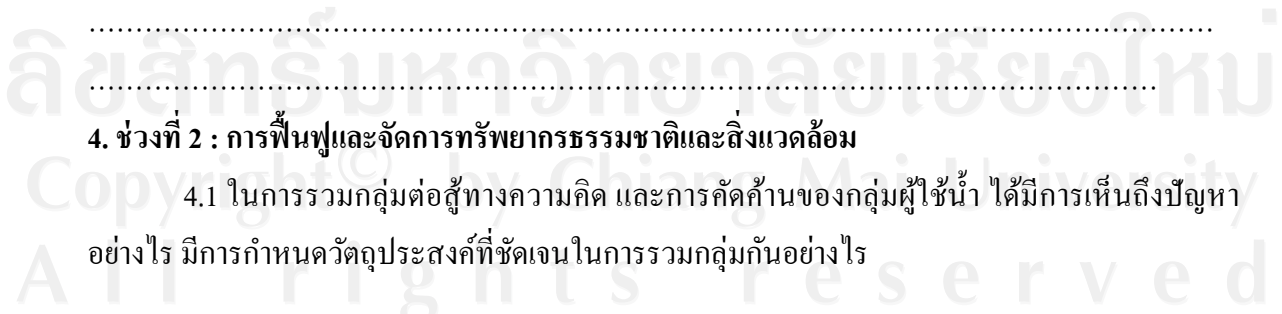 ................................................................................................................................
..........................................................................................................................
4. ช่วงที่ 2 : การฟื้นฟูและจัดการทรัพยากรธรรมชาติและสิ่งแวดล้อม
4.1 ในการรวมกลุ่มต่อสู้ทางความคิด และการคัดค้านของกลุ่มผู้ใช้น้ำ ได้มีการเห็นถึงปัญหา
อย่างไร มีการกำหนดวัตถุประสงค์ที่ชัดเจนในการรวมกลุ่มกันอย่างไร
ลิขสิทธิ์มหาวิทยาลัยเชียงใหม่
Copyright© by Chiang Mai University
All rights reserved